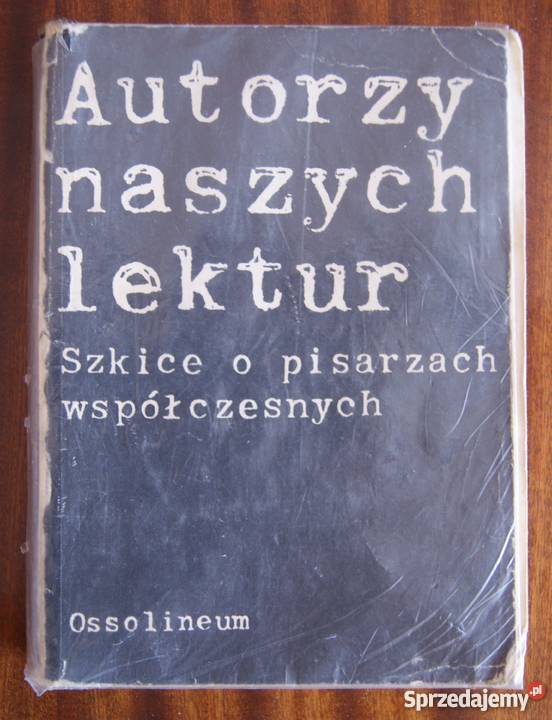 Autorzy
naszych
lektur
Szkice o pisarzach
współczesnych
Ossolineum
Sprzedajemy.pl